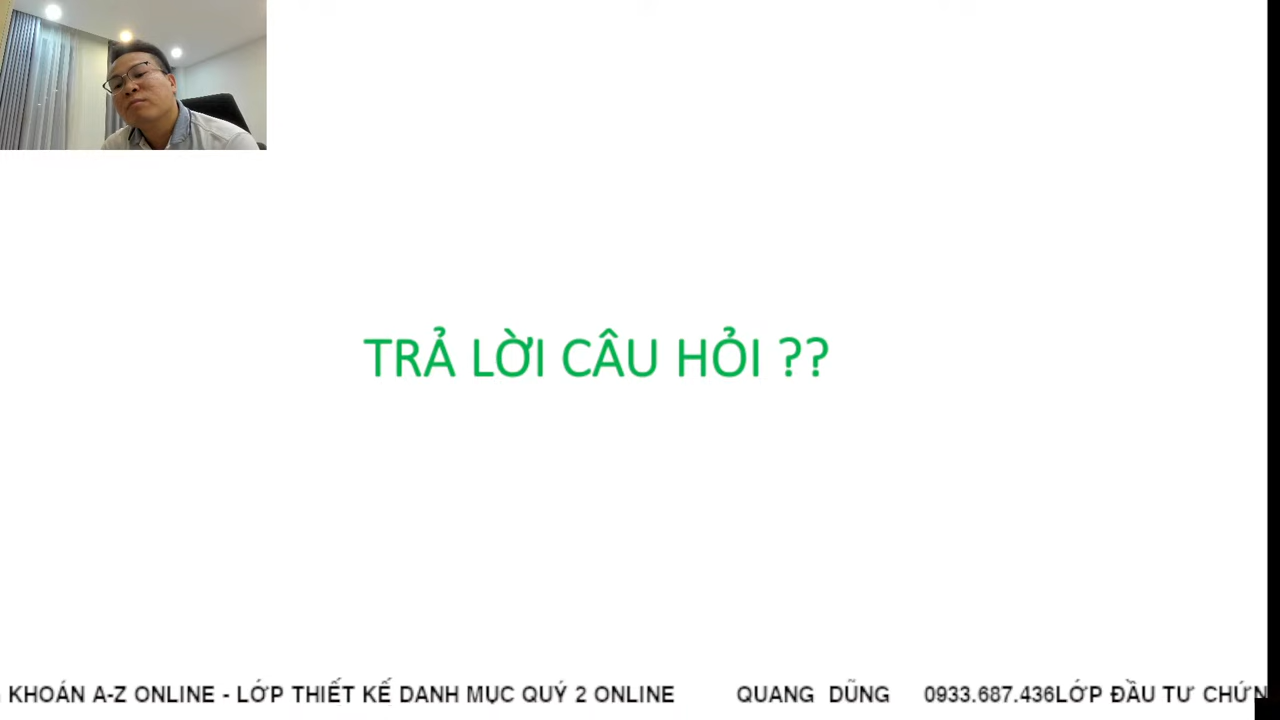 TRẢ LỜI CÂU HỎI ??
KHOÁN A-Z ONLINE - LỚP THIẾT KẾ DANH MỤC QUÝ 2 ONLINE QUANG DŨNG 0933.687.436LỚP ĐẦU TƯ CHỨN